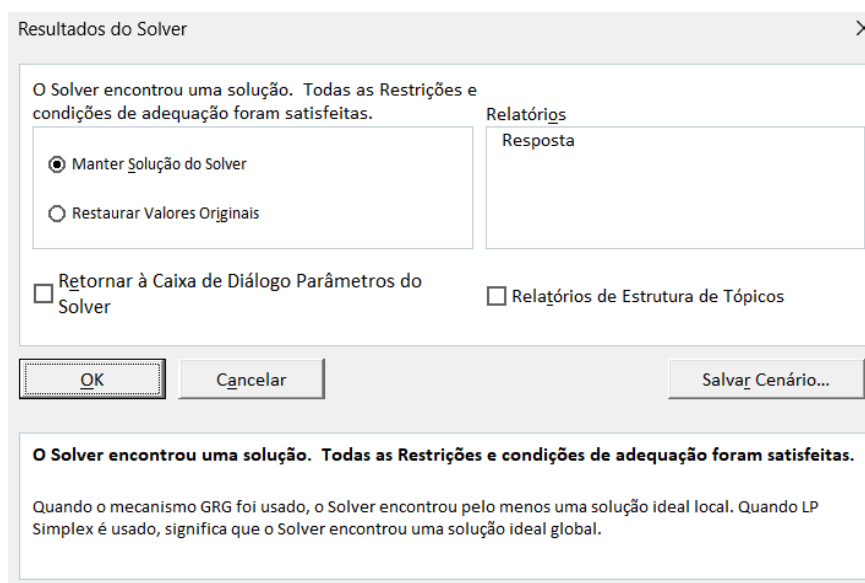 Resultados do Solver
O Solver encontrou uma solução. Todas as Restrições e
condições de adequação foram satisfeitas.
Relatórios
Resposta
Manter Solução do Solver
Restaurar Valores Originais
Retornar à Caixa de Diálogo Parâmetros do
Solver
Relatórios de Estrutura de Tópicos
OK
Cancelar
Salvar Cenário...
O Solver encontrou uma solução. Todas as Restrições e condições de adequação foram satisfeitas.
Quando o mecanismo GRG foi usado, o Solver encontrou pelo menos uma solução ideal local. Quando LP
Simplex é usado, significa que o Solver encontrou uma solução ideal global.